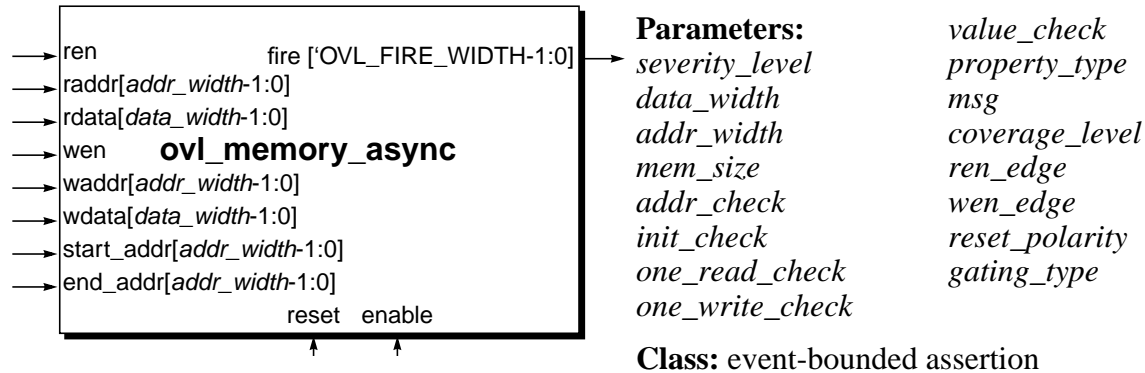 ren
fire [‘OVL_FIRE_WIDTH-1:0]
raddr[addr_width-1:0]
rdata[data_width-1:0]
wen
ovl_memory_async
waddr[addr_width-1:0]
wdata[data_width-1:0]
start_addr[addr_width-1:0]
end_addr[addr_width-1:0]
reset enable
Parameters:
severity_level
data_width
addr_width
mem_size
addr_check
init_check
one_read_check
one_write_check
value_check
property_type
msg
coverage_level
ren_edge
wen_edge
reset_polarity
gating_type
Class: event-bounded assertion